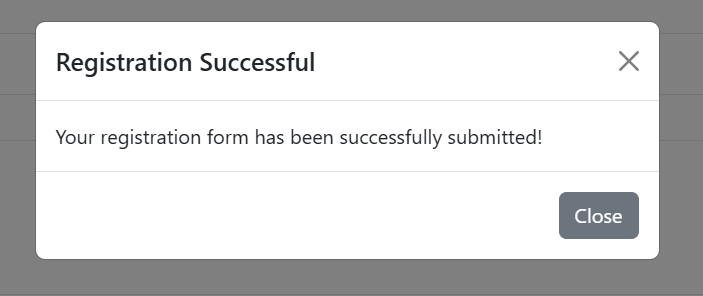 Registration Successful
Your registration form has been successfully submitted!
Close